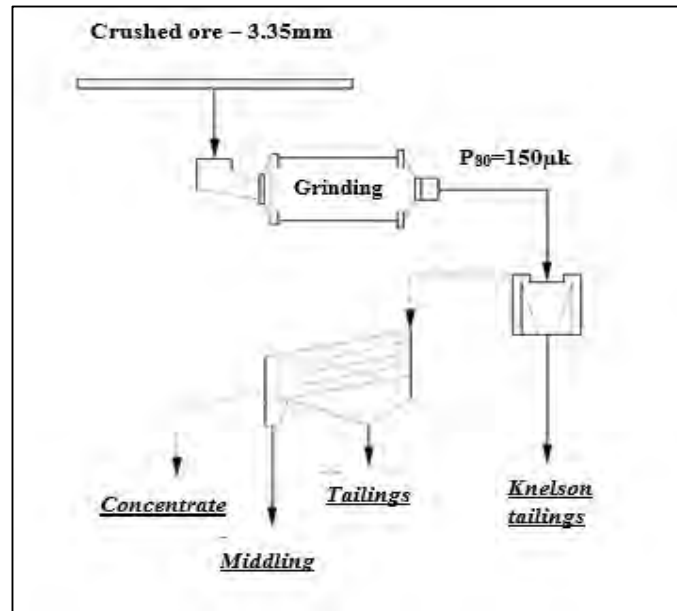 Crushed ore – 3.35mm
P₈₀=150µk
Grinding
Concentrate
Tailings
Knelson
tailings
Middling